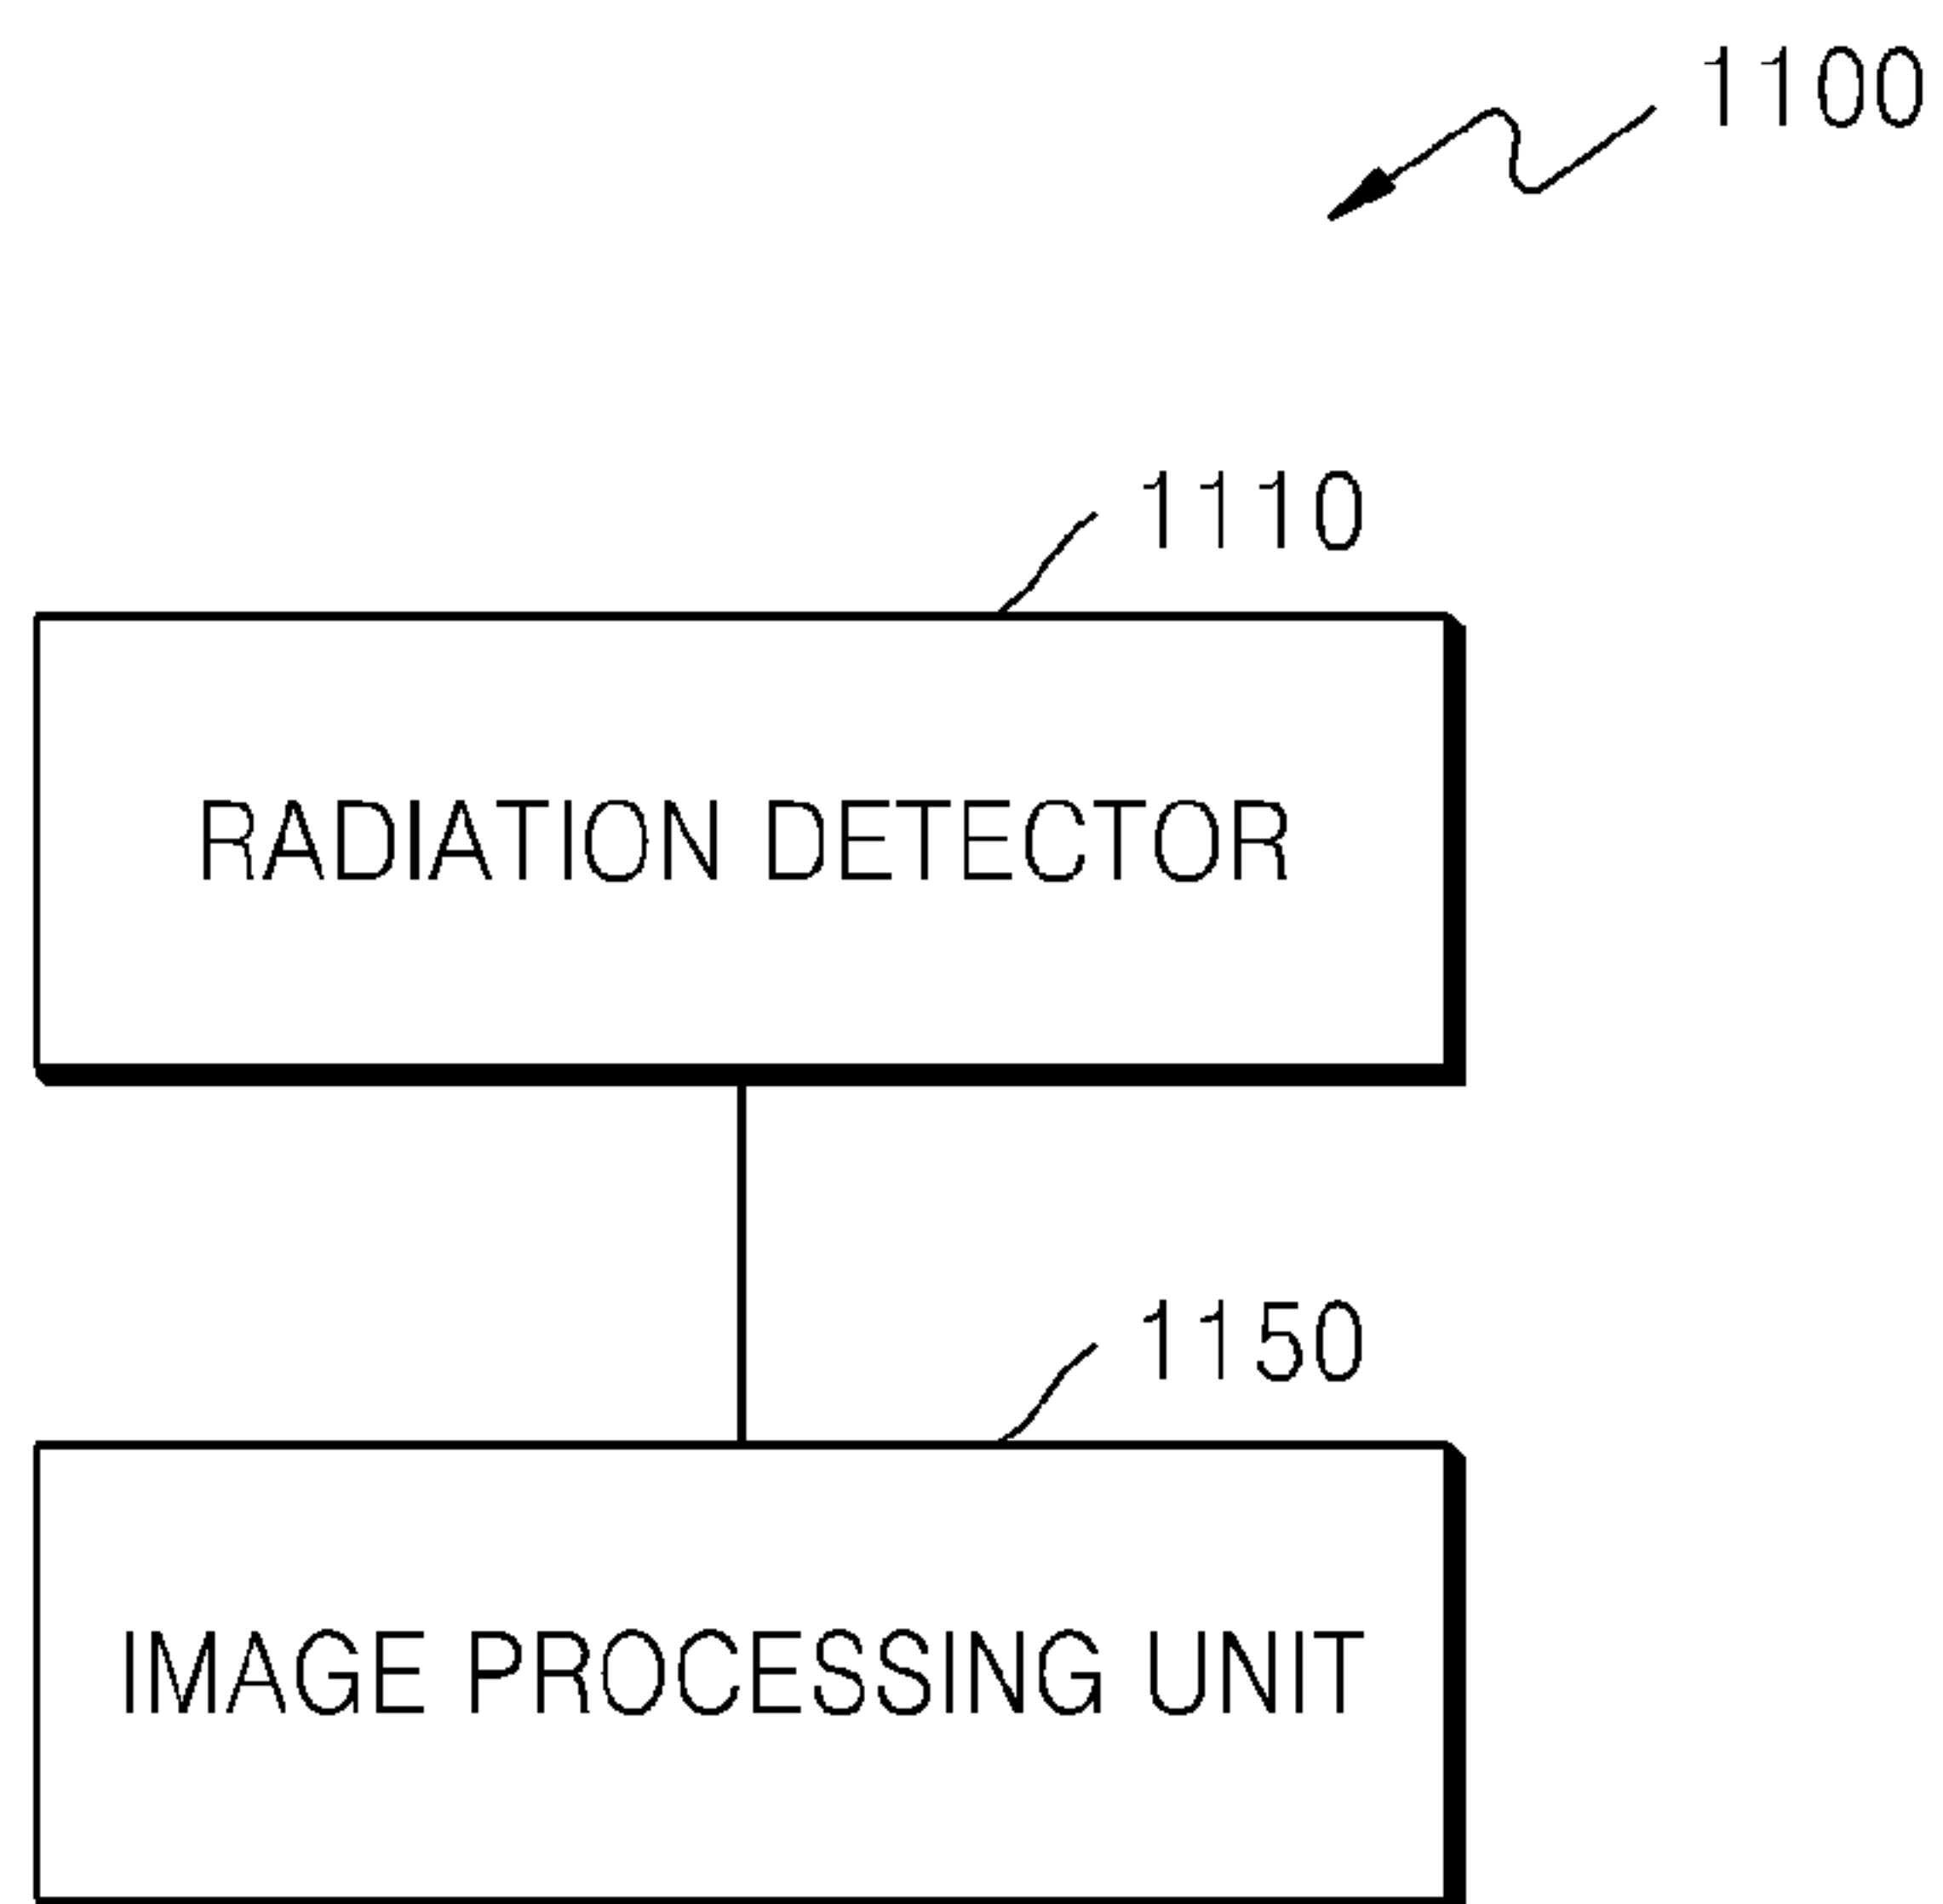 1100
1110
RADIATION DETECTOR
1150
IMAGE PROCESSING UNIT